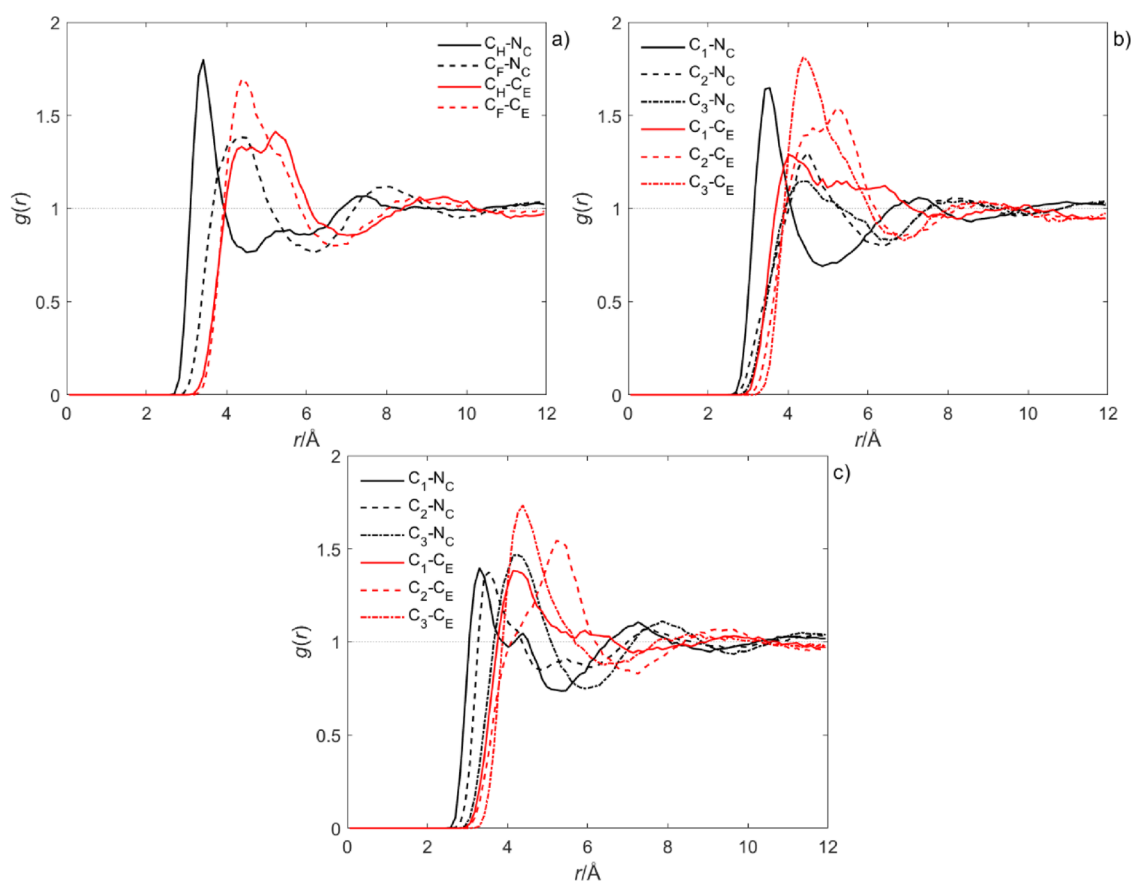 a)
g(r)
2
1.5
1
0.5
0
C_H-N_C
C_F-N_C
C_H-C_E
C_F-C_E
0 2 4 6 8 10 12
r/Å
b)
g(r)
2
1.5
1
0.5
0
C_1-N_C
C_2-N_C
C_3-N_C
C_1-C_E
C_2-C_E
C_3-C_E
0 2 4 6 8 10 12
r/Å
c)
g(r)
2
1.5
1
0.5
0
C_1-N_C
C_2-N_C
C_3-N_C
C_1-C_E
C_2-C_E
C_3-C_E
0 2 4 6 8 10 12
r/Å